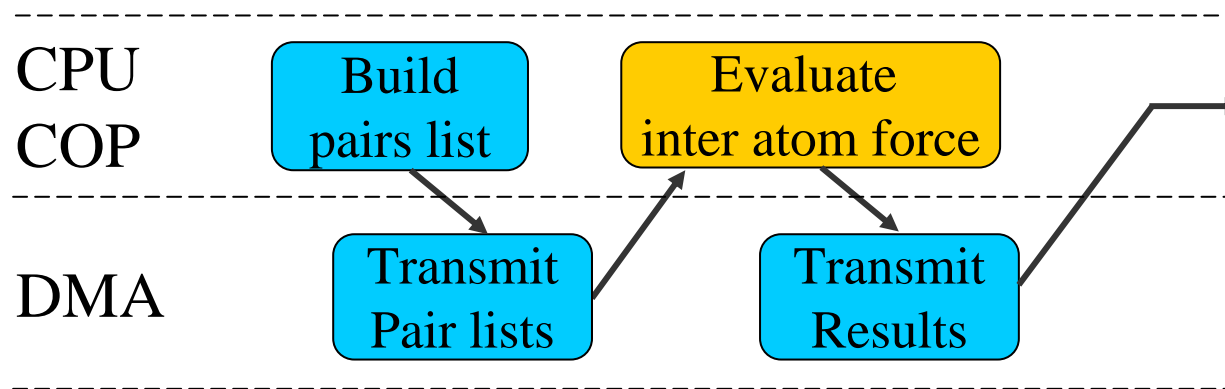 CPU
COP
Build
pairs list
Evaluate
inter atom force
DMA
Transmit
Pair lists
Transmit
Results